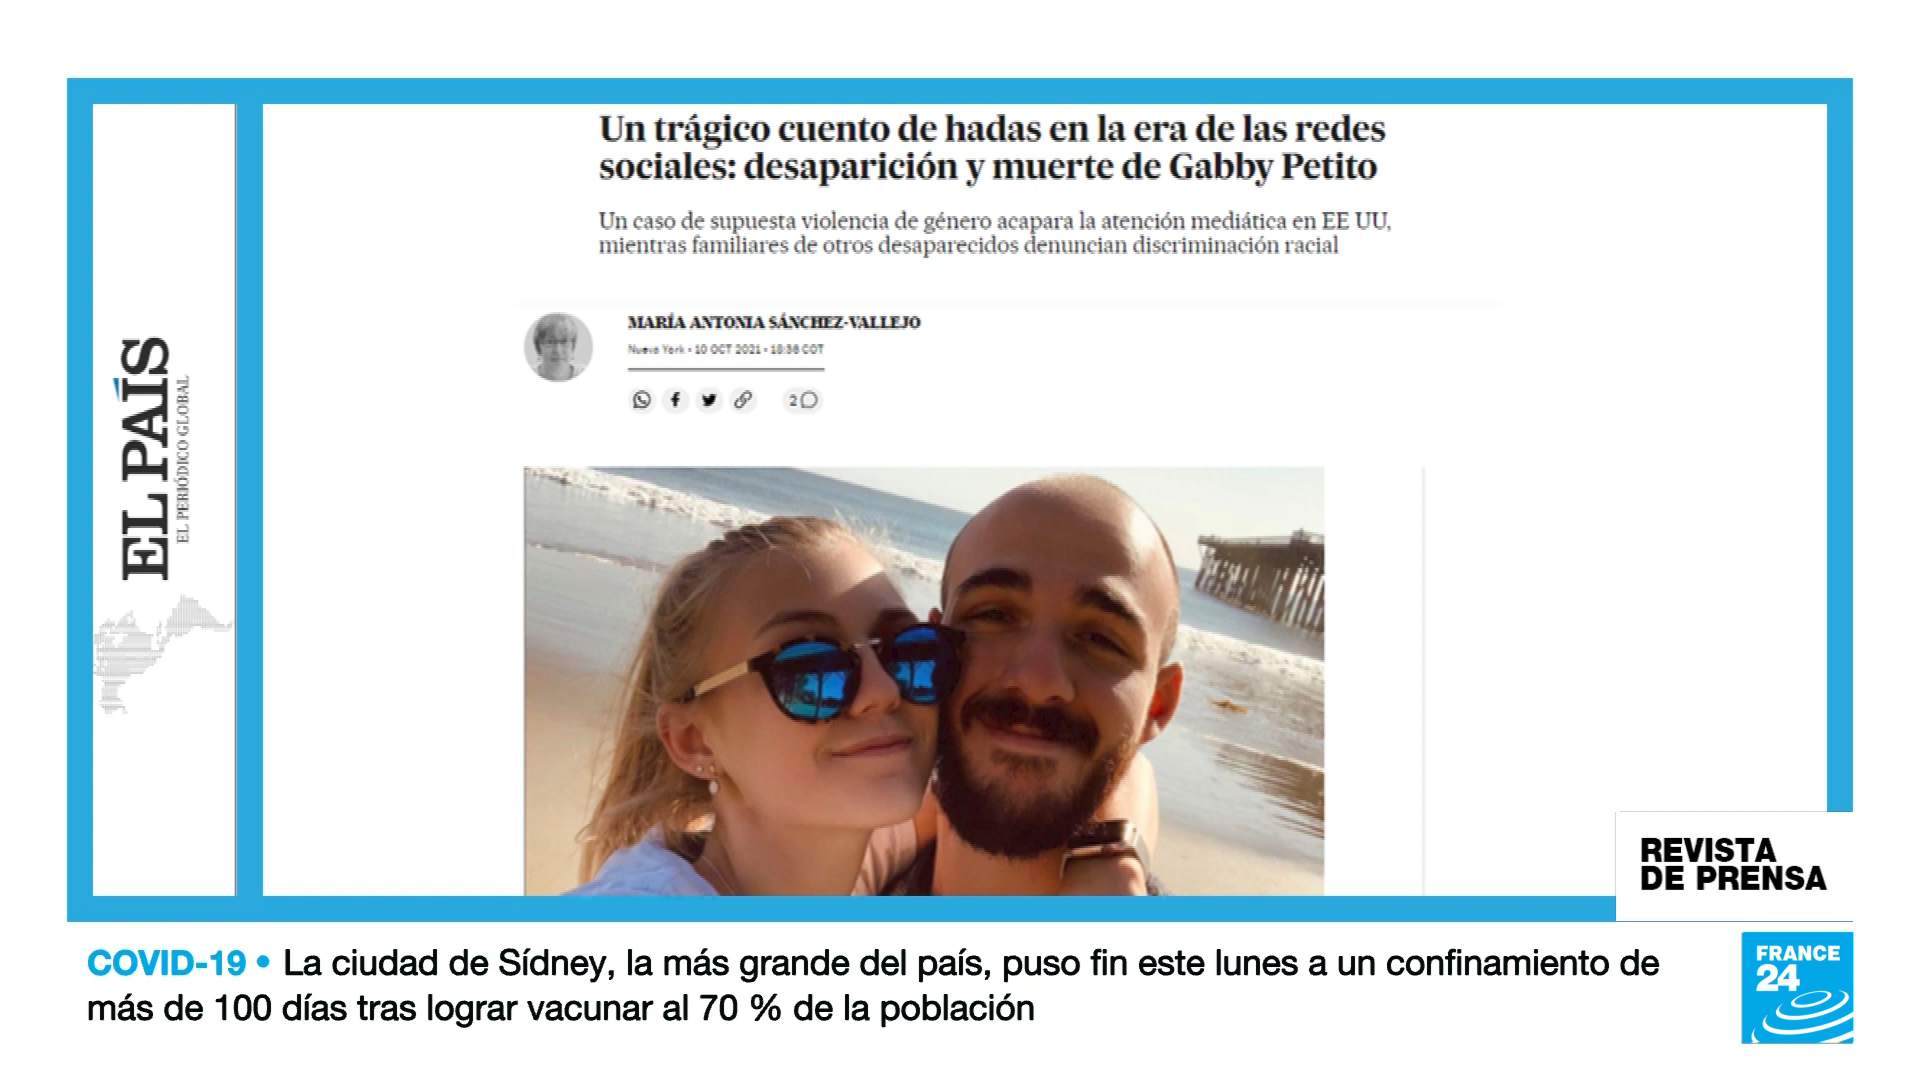 Un trágico cuento de hadas en la era de las redes
sociales: desaparición y muerte de Gabby Petito
Un caso de supuesta violencia de género acapara la atención mediática en EE UU,
mientras familiares de otros desaparecidos denuncian discriminación racial
MARÍA ANTONIA SÁNCHEZ-VALLEJO
Nueva York - 10 OCT 2021 - 18:36 COT
2
EL PAÍS
EL PERIÓDICO GLOBAL
REVISTA
DE PRENSA
COVID-19 • La ciudad de Sídney, la más grande del país, puso fin este lunes a un confinamiento de
más de 100 días tras lograr vacunar al 70 % de la población
FRANCE
24